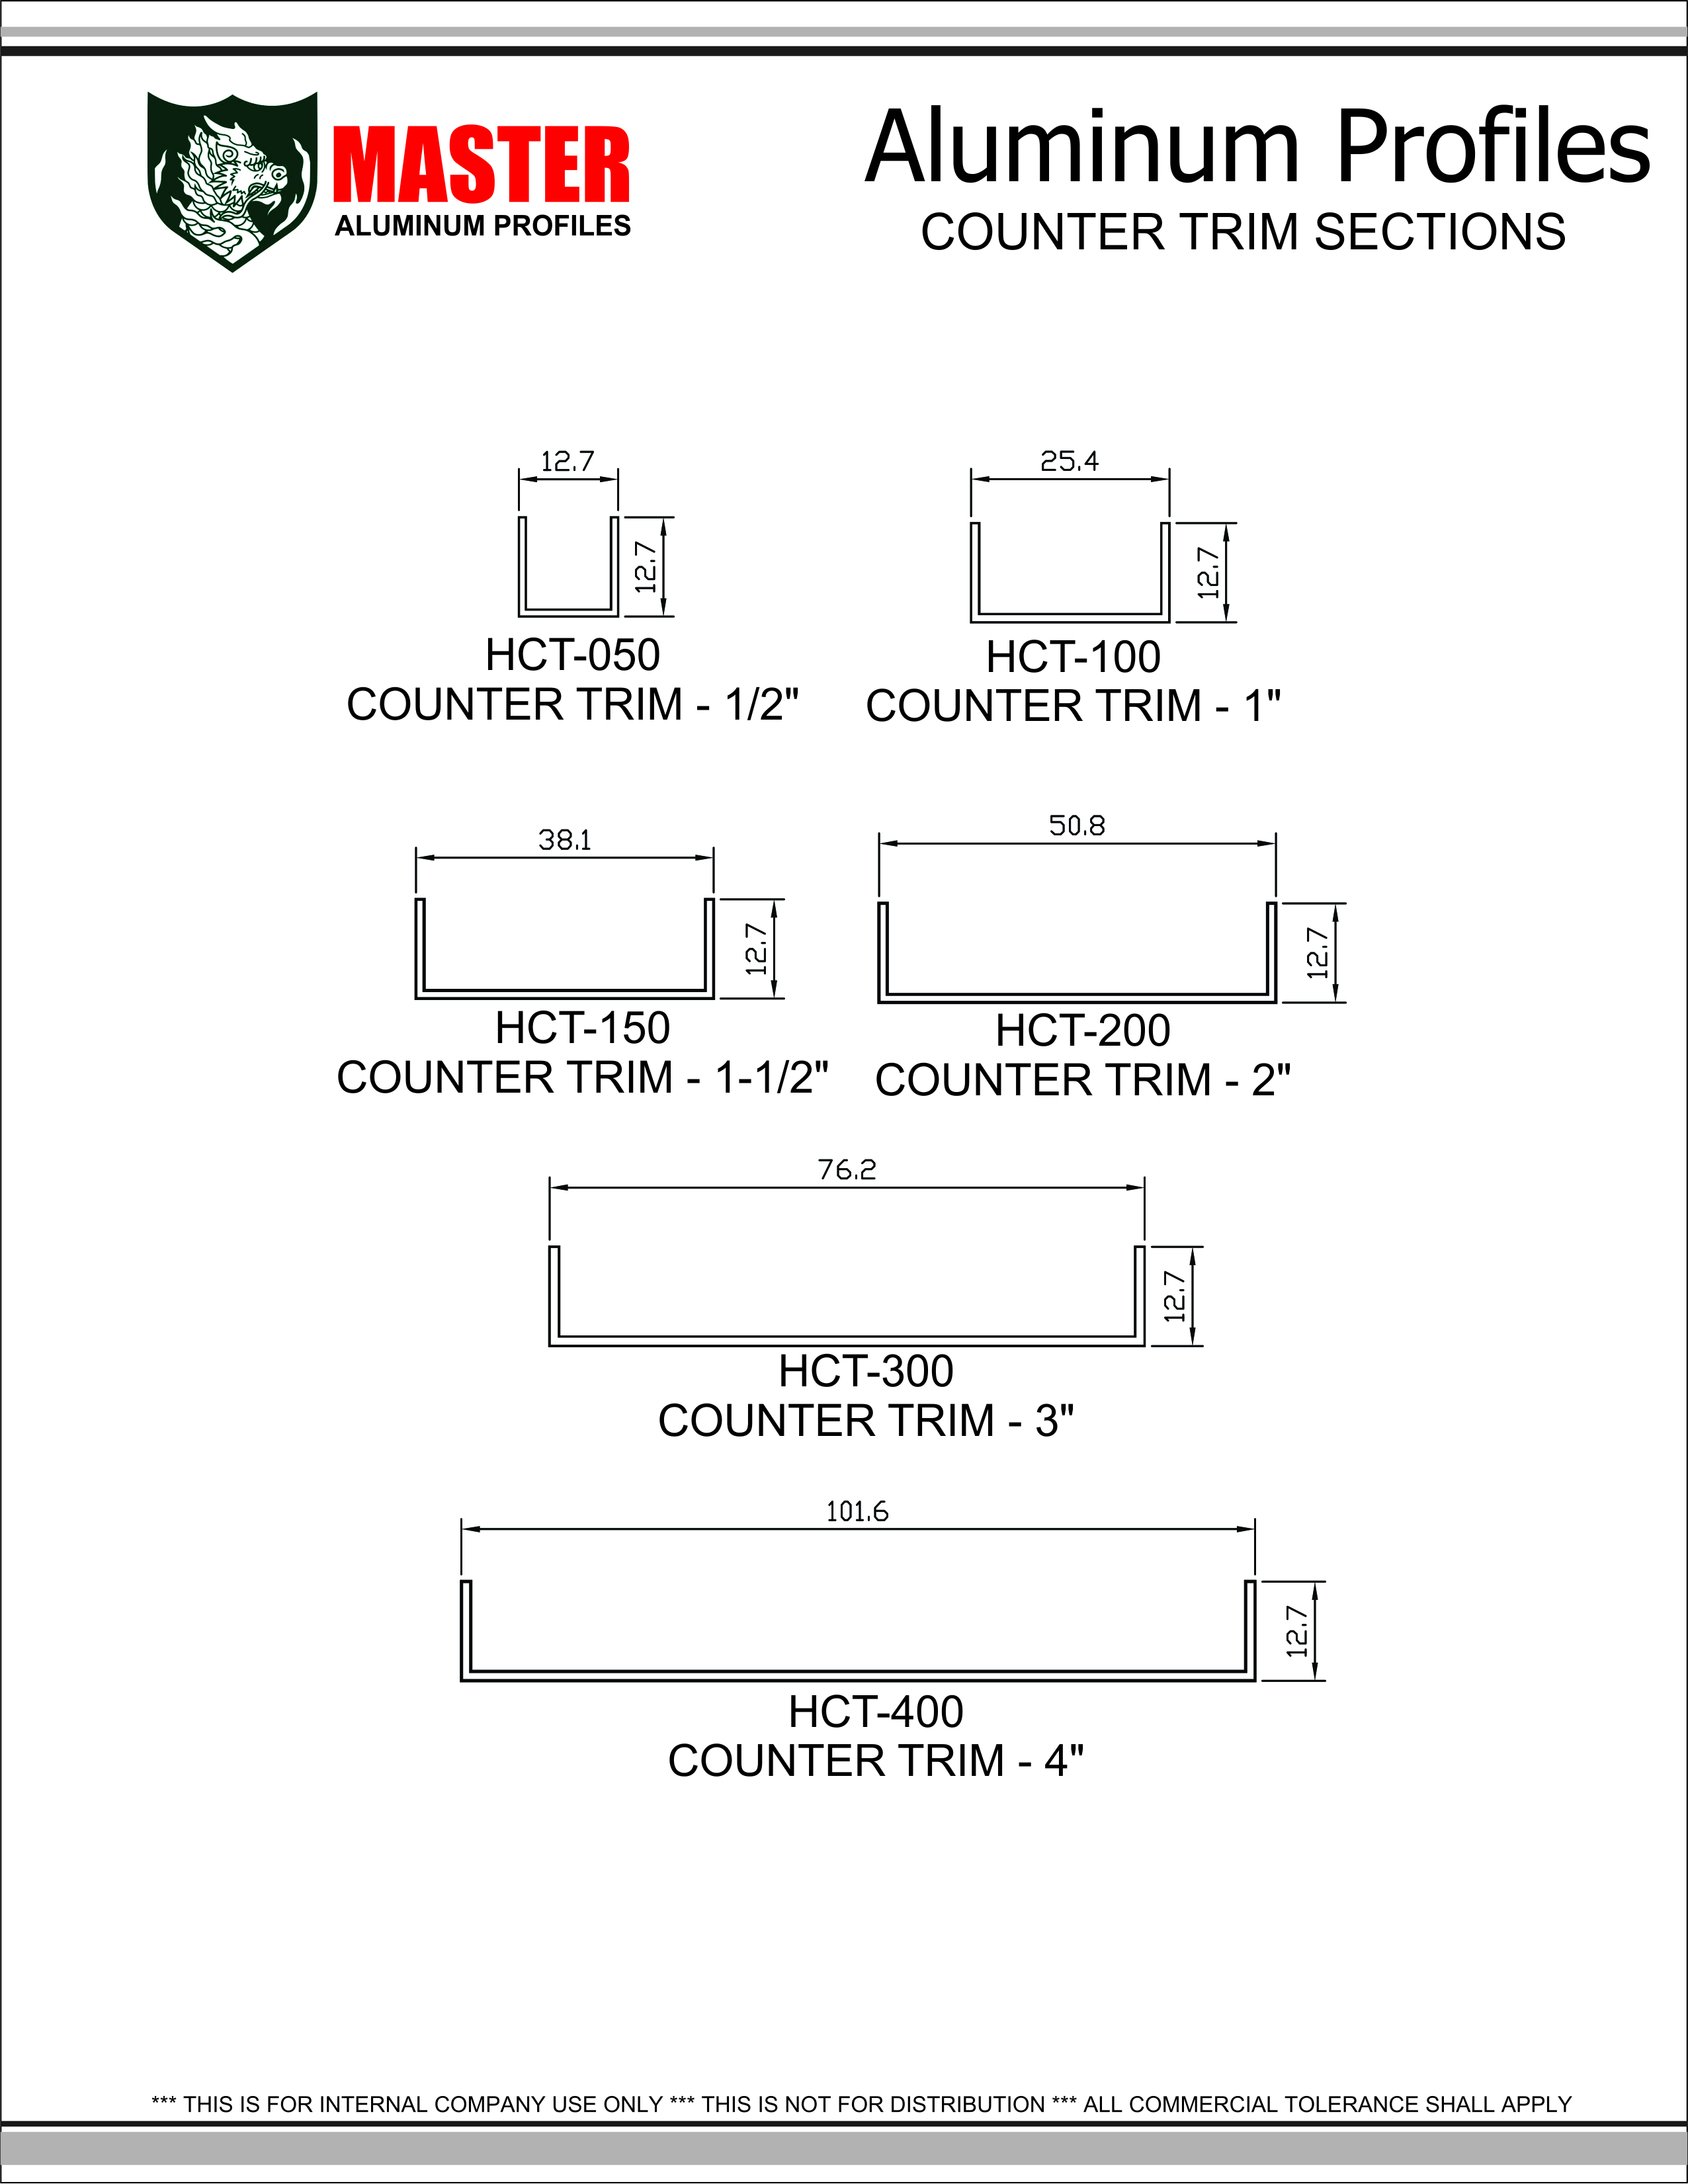 MASTER
ALUMINUM PROFILES
Aluminum Profiles
COUNTER TRIM SECTIONS
12.7
12.7
HCT-050
COUNTER TRIM - 1/2"
25.4
12.7
HCT-100
COUNTER TRIM - 1"
38.1
12.7
HCT-150
COUNTER TRIM - 1-1/2"
50.8
12.7
HCT-200
COUNTER TRIM - 2"
76.2
12.7
HCT-300
COUNTER TRIM - 3"
101.6
12.7
HCT-400
COUNTER TRIM - 4"
*** THIS IS FOR INTERNAL COMPANY USE ONLY *** THIS IS NOT FOR DISTRIBUTION *** ALL COMMERCIAL TOLERANCE SHALL APPLY